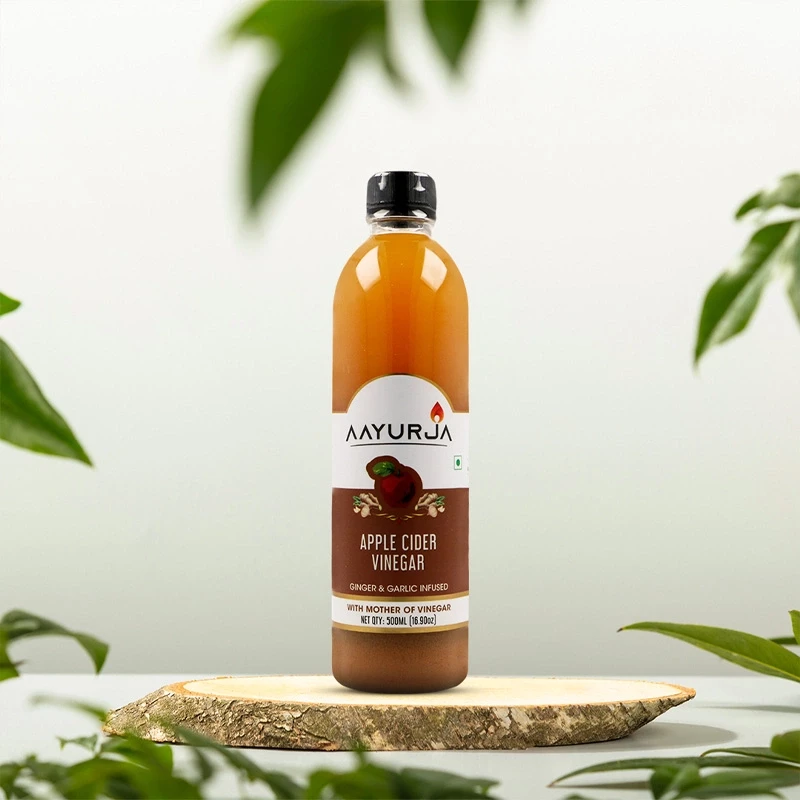 AAYURJA
APPLE CIDER
VINEGAR
GINGER & GARLIC INFUSED
WITH MOTHER OF VINEGAR
NET QTY: 500ML (16.90oz)